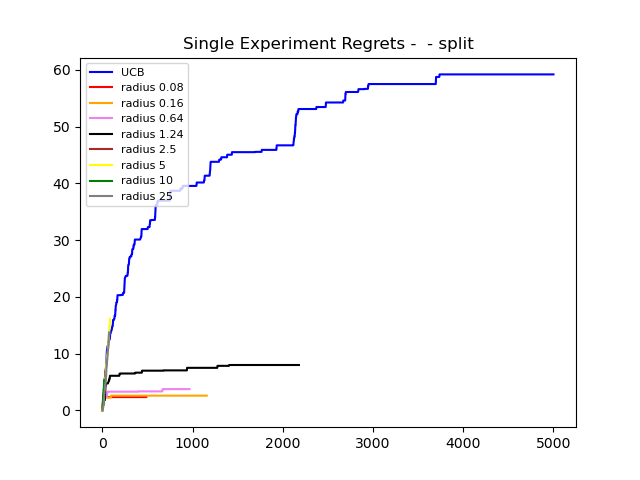 Single Experiment Regrets -  - split
60
50
40
30
20
10
0
UCB
radius 0.08
radius 0.16
radius 0.64
radius 1.24
radius 2.5
radius 5
radius 10
radius 25
0 1000 2000 3000 4000 5000